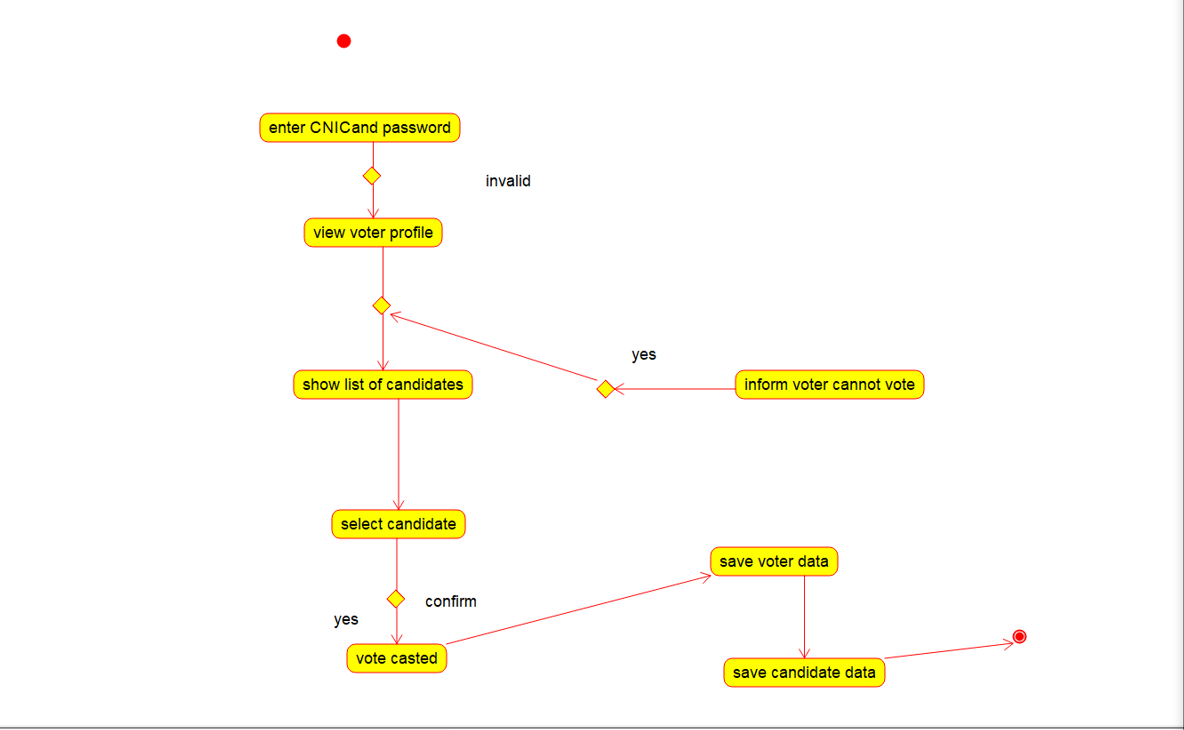 enter CNICand password
invalid
view voter profile
yes
show list of candidates
inform voter cannot vote
select candidate
save voter data
confirm
yes
vote casted
save candidate data